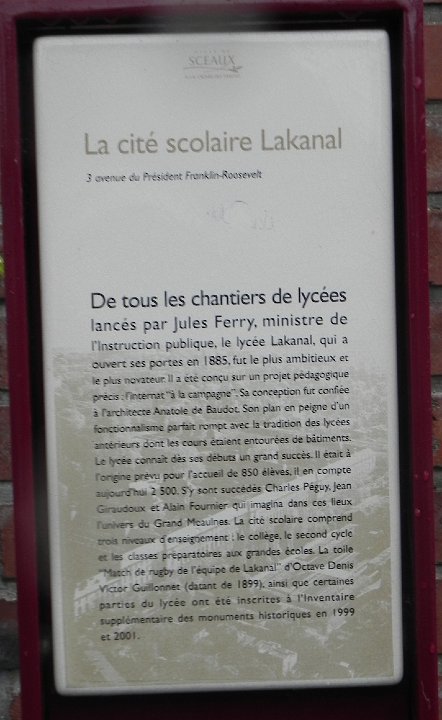 SCEAUX
La cité scolaire Lakanal
3 avenue du Président Franklin-Roosevelt
De tous les chantiers de lycées
lancés par Jules Ferry, ministre de
l'Instruction publique, le lycée Lakanal, qui a
ouvert ses portes en 1885, fut le plus ambitieux et
le plus novateur. Il a été conçu sur un projet pédagogique
précis : l'internat "à la campagne". Sa conception fut confiée
à l'architecte Anatole de Baudot. Son plan en peigne d'un
fonctionnalisme parfait rompt avec la tradition des lycées
antérieurs dont les cours étaient entourées de bâtiments.
Le lycée connaît dès ses débuts un grand succès. Il était à
l'origine prévu pour l'accueil de 850 élèves, il en compte
aujourd'hui 2 500. S'y sont succédés Charles Péguy, Jean
Giraudoux et Alain Fournier qui imagina dans ces lieux
l'univers du Grand Meaulnes. La cité scolaire comprend
trois niveaux d'enseignement : le collège, le second cycle
et les classes préparatoires aux grandes écoles. La toile
"Match de rugby de l'équipe de Lakanal" d'Octave Denis
Victor Guillonnet (datant de 1899), ainsi que certaines
parties du lycée ont été inscrites à l'Inventaire
supplémentaire des monuments historiques en 1999
et 2001.